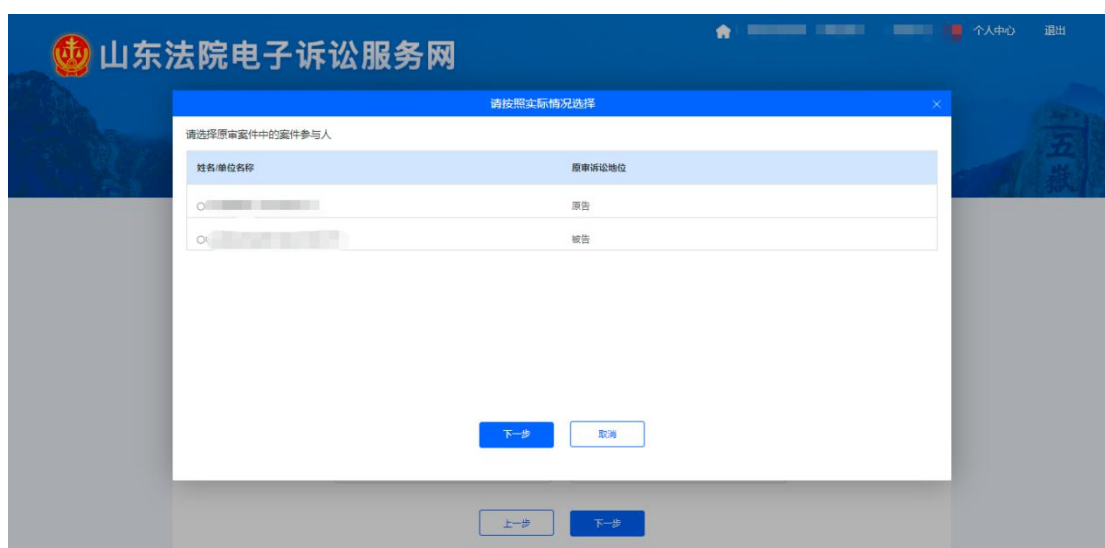 山东法院电子诉讼服务网
个人中心 退出
请按照实际情况选择
请选择原审案件中的案件参与人
姓名/单位名称 原审诉讼地位
原告
被告
下一步 取消
上一步 下一步
五嶽